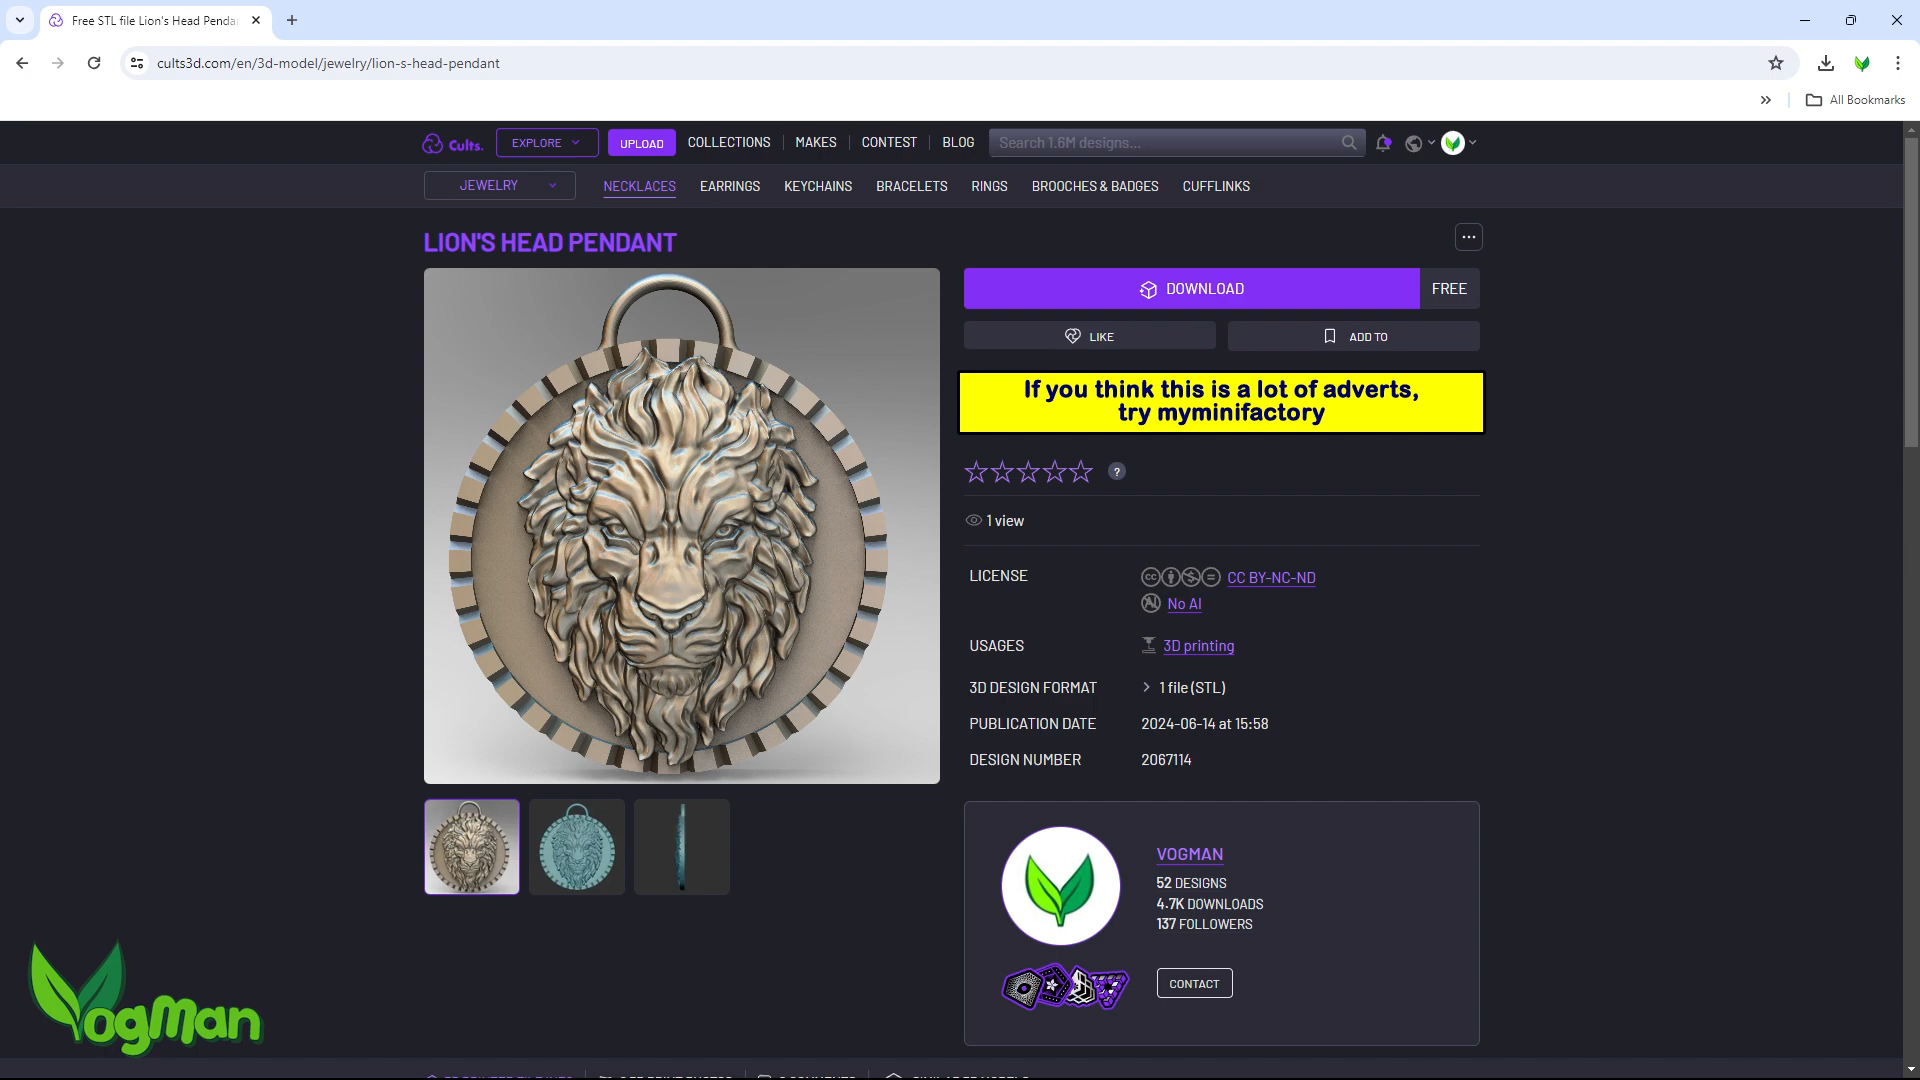 Free STL file Lion's Head Penda
cults3d.com/en/3d-model/jewelry/lion-s-head-pendant
All Bookmarks
Cults.
EXPLORE
UPLOAD
COLLECTIONS
MAKES
CONTEST
BLOG
Search 1.6M designs...
JEWELRY
NECKLACES
EARRINGS
KEYCHAINS
BRACELETS
RINGS
BROOCHES & BADGES
CUFFLINKS
LION'S HEAD PENDANT
DOWNLOAD
FREE
LIKE
ADD TO
If you think this is a lot of adverts,
try myminifactory
?
1 view
LICENSE
CC BY-NC-ND
No AI
USAGES
3D printing
3D DESIGN FORMAT
1 file (STL)
PUBLICATION DATE
2024-06-14 at 15:58
DESIGN NUMBER
2067114
VOGMAN
52 DESIGNS
4.7K DOWNLOADS
137 FOLLOWERS
CONTACT
VogMan